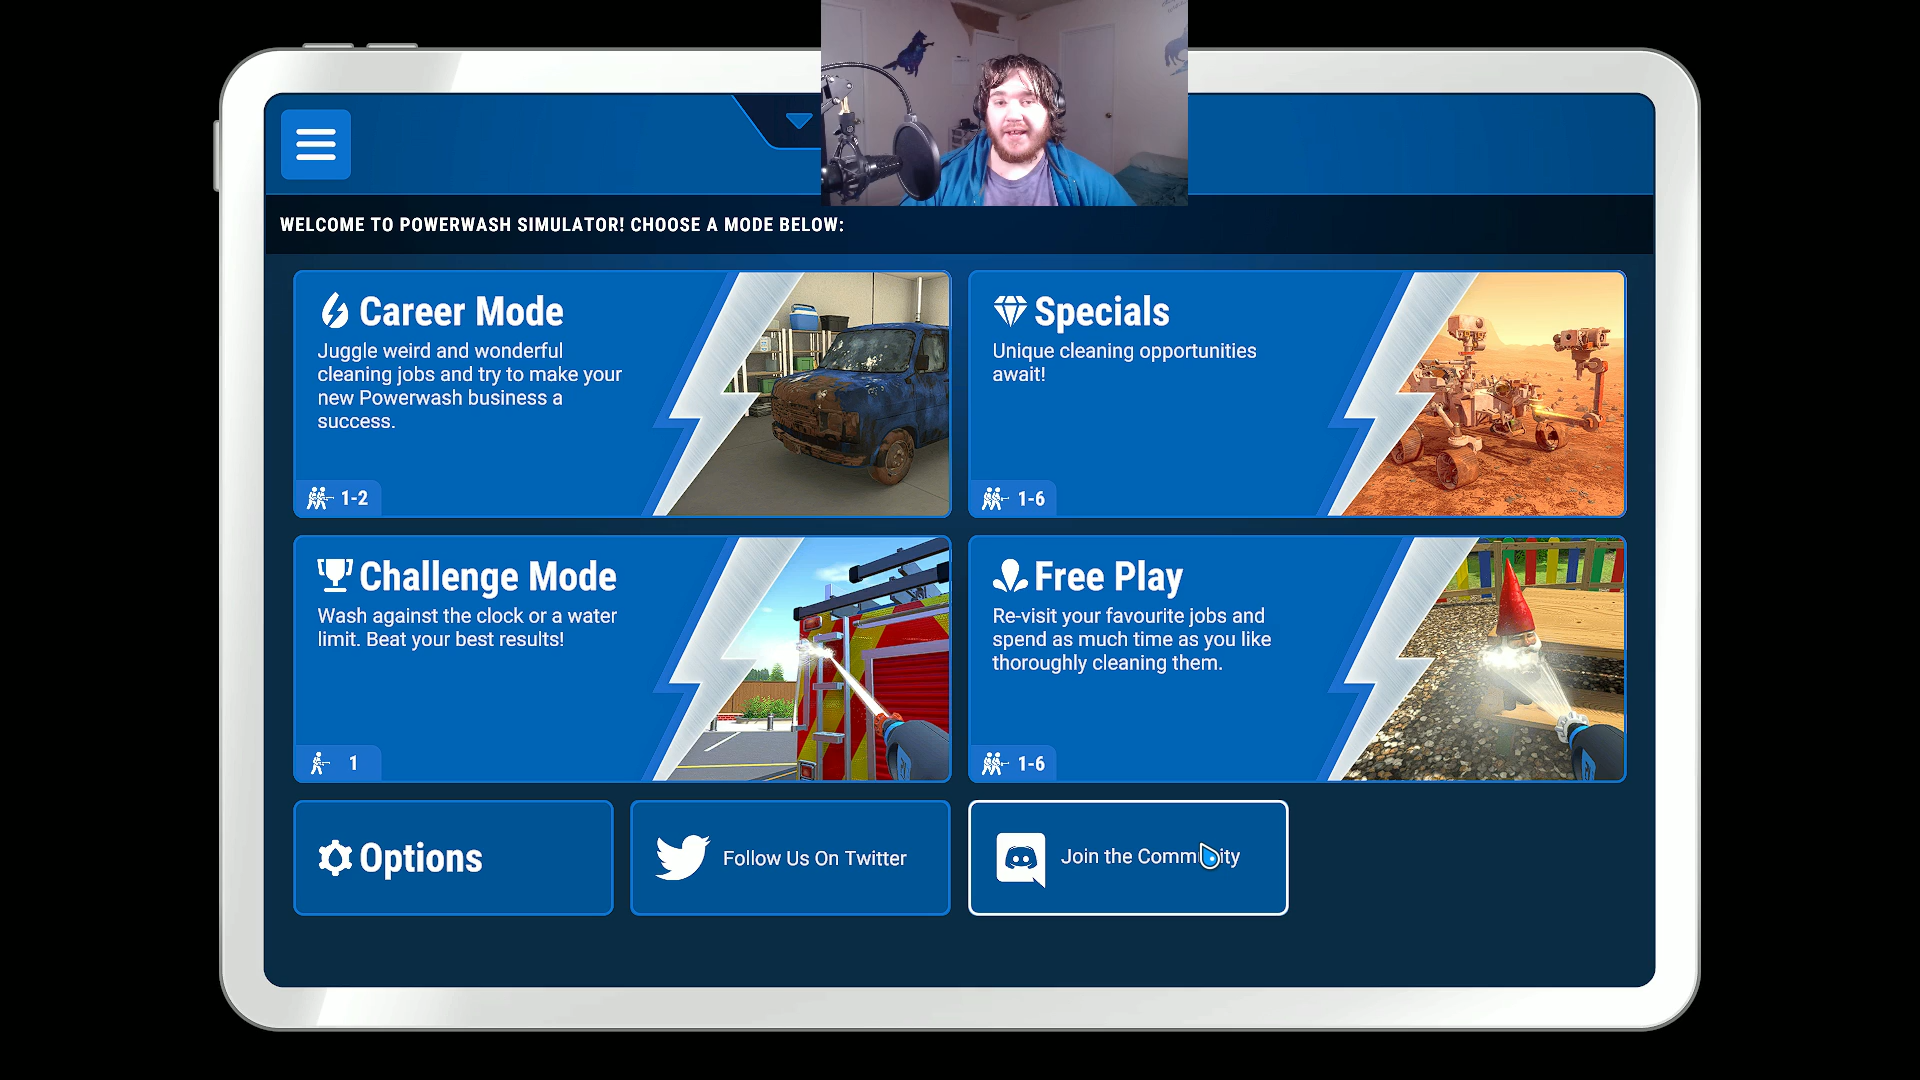 WELCOME TO POWERWASH SIMULATOR! CHOOSE A MODE BELOW:
Career Mode
Juggle weird and wonderful
cleaning jobs and try to make your
new Powerwash business a
success.
1-2
Specials
Unique cleaning opportunities
await!
1-6
Challenge Mode
Wash against the clock or a water
limit. Beat your best results!
1
Free Play
Re-visit your favourite jobs and
spend as much time as you like
thoroughly cleaning them.
1-6
Options
Follow Us On Twitter
Join the Community